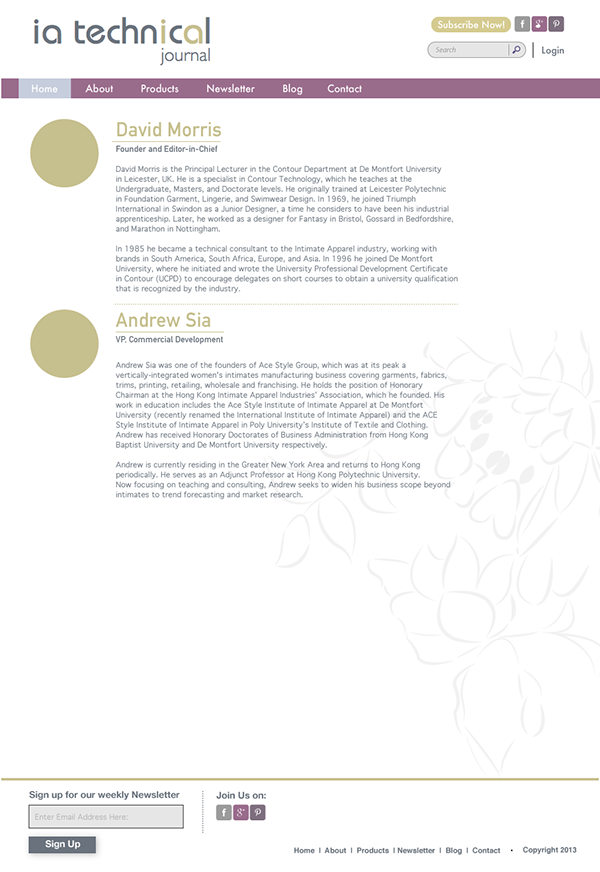 ia technical
journal
Subscribe Now!
f g+ p
Search
Login
Home About Products Newsletter Blog Contact
David Morris
Founder and Editor-in-Chief
David Morris is the Principal Lecturer in the Contour Department at De Montfort University
in Leicester, UK. He is a specialist in Contour Technology, which he teaches at the
Undergraduate, Masters, and Doctorate levels. He originally trained at Leicester Polytechnic
in Foundation Garment, Lingerie, and Swimwear Design. In 1969, he joined Triumph
International in Swindon as a Junior Designer, a time he considers to have been his industrial
apprenticeship. Later, he worked as a designer for Fantasy in Bristol, Gossard in Bedfordshire,
and Marathon in Nottingham.
In 1985 he became a technical consultant to the Intimate Apparel industry, working with
brands in South America, South Africa, Europe, and Asia. In 1996 he joined De Montfort
University, where he initiated and wrote the University Professional Development Certificate
in Contour (UCPD) to encourage delegates on short courses to obtain a university qualification
that is recognized by the industry.
Andrew Sia
VP. Commercial Development
Andrew Sia was one of the founders of Ace Style Group, which was at its peak a
vertically-integrated women's intimates manufacturing business covering garments, fabrics,
trims, printing, retailing, wholesale and franchising. He holds the position of Honorary
Chairman at the Hong Kong Intimate Apparel Industries' Association, which he founded. His
work in education includes the Ace Style Institute of Intimate Apparel at De Montfort
University (recently renamed the International Institute of Intimate Apparel) and the ACE
Style Institute of Intimate Apparel in Poly University's Institute of Textile and Clothing.
Andrew has received Honorary Doctorates of Business Administration from Hong Kong
Baptist University and De Montfort University respectively.
Andrew is currently residing in the Greater New York Area and returns to Hong Kong
periodically. He serves as an Adjunct Professor at Hong Kong Polytechnic University.
Now focusing on teaching and consulting, Andrew seeks to widen his business scope beyond
intimates to trend forecasting and market research.
Sign up for our weekly Newsletter
Enter Email Address Here:
Sign Up
Join Us on:
f g+ p
Home | About | Products | Newsletter | Blog | Contact • Copyright 2013